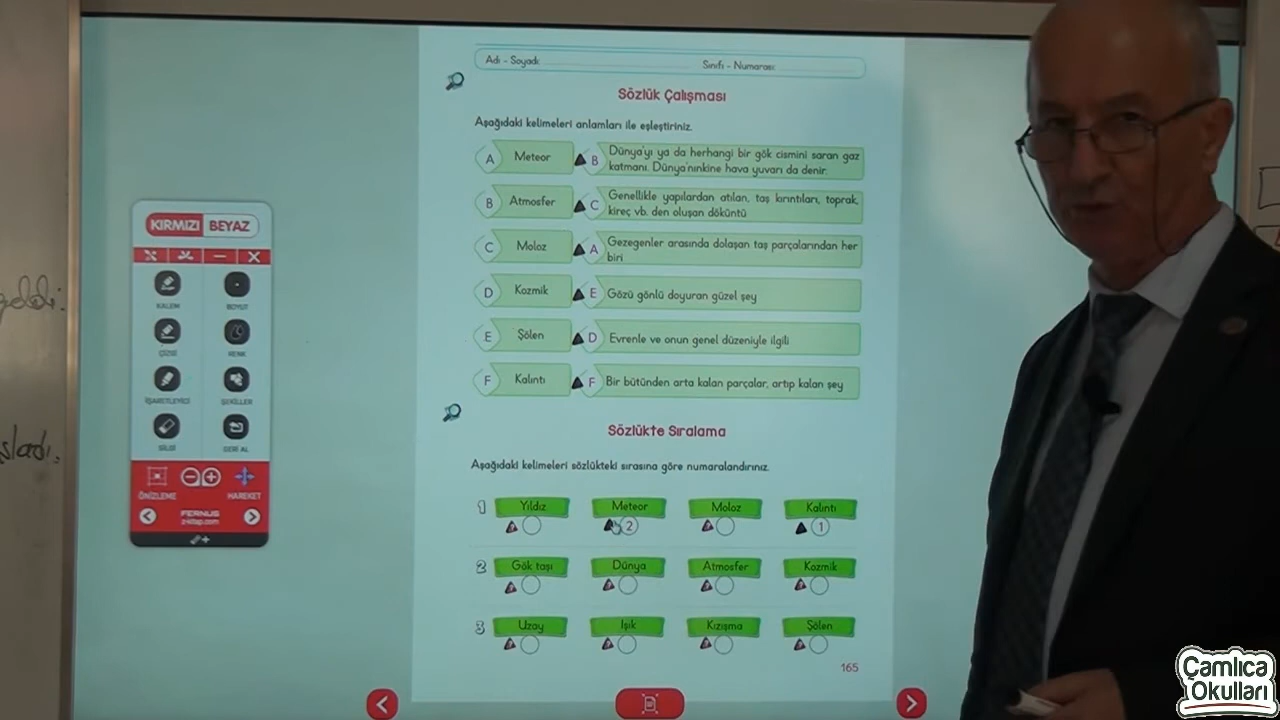 Adı - Soyadı:
Sınıfı - Numarası:
Sözlük Çalışması
Aşağıdaki kelimeleri anlamları ile eşleştiriniz.
A Meteor
B Dünya'yı ya da herhangi bir gök cismini saran gaz
katmanı. Dünya'nınkine hava yuvarı da denir.
B Atmosfer
C Genellikle yapılardan atılan, taş kırıntıları, toprak,
kireç vb. den oluşan döküntü
C Moloz
A Gezegenler arasında dolaşan taş parçalarından her
biri
D Kozmik
E Gözü gönlü doyuran güzel şey
E Şölen
D Evrenle ve onun genel düzeniyle ilgili
F Kalıntı
F Bir bütünden arta kalan parçalar, artıp kalan şey
Sözlükte Sıralama
Aşağıdaki kelimeleri sözlükteki sırasına göre numaralandırınız.
1 Yıldız Meteor Moloz Kalıntı
2 1
2 Gök taşı Dünya Atmosfer Kozmik
3 Uzay Işık Kızışma Şölen
165
KIRMIZI BEYAZ
KALEM BOYUT
ÇİZGİ RENK
İŞARETLEYİCİ ŞEKİLLER
SİLGİ GERİ AL
ÖNİZLEME HAREKET
FERNUS
z-kitap.com
Çamlıca
Okulları